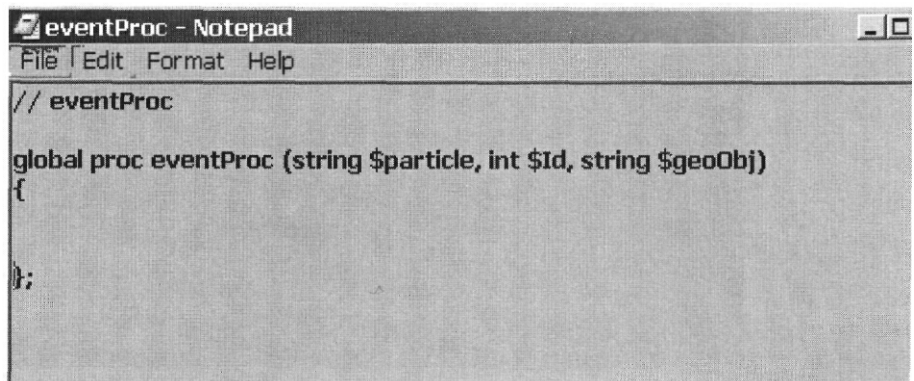 eventProc - Notepad
File Edit Format Help
// eventProc
global proc eventProc (string $particle, int $Id, string $geoObj)
{
};